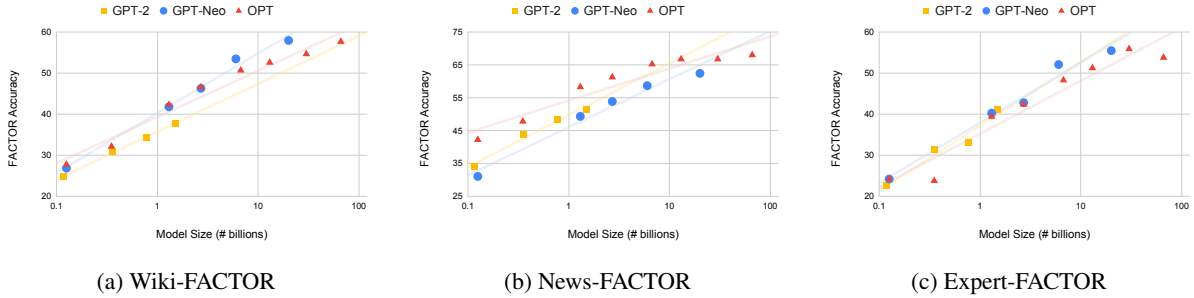 GPT-2 GPT-Neo OPT
FACTOR Accuracy
60
50
40
30
20
0.1 1 10 100
Model Size (# billions)
(a) Wiki-FACTOR
GPT-2 GPT-Neo OPT
FACTOR Accuracy
75
65
55
45
35
25
0.1 1 10 100
Model Size (# billions)
(b) News-FACTOR
GPT-2 GPT-Neo OPT
FACTOR Accuracy
60
50
40
30
20
0.1 1 10 100
Model Size (# billions)
(c) Expert-FACTOR